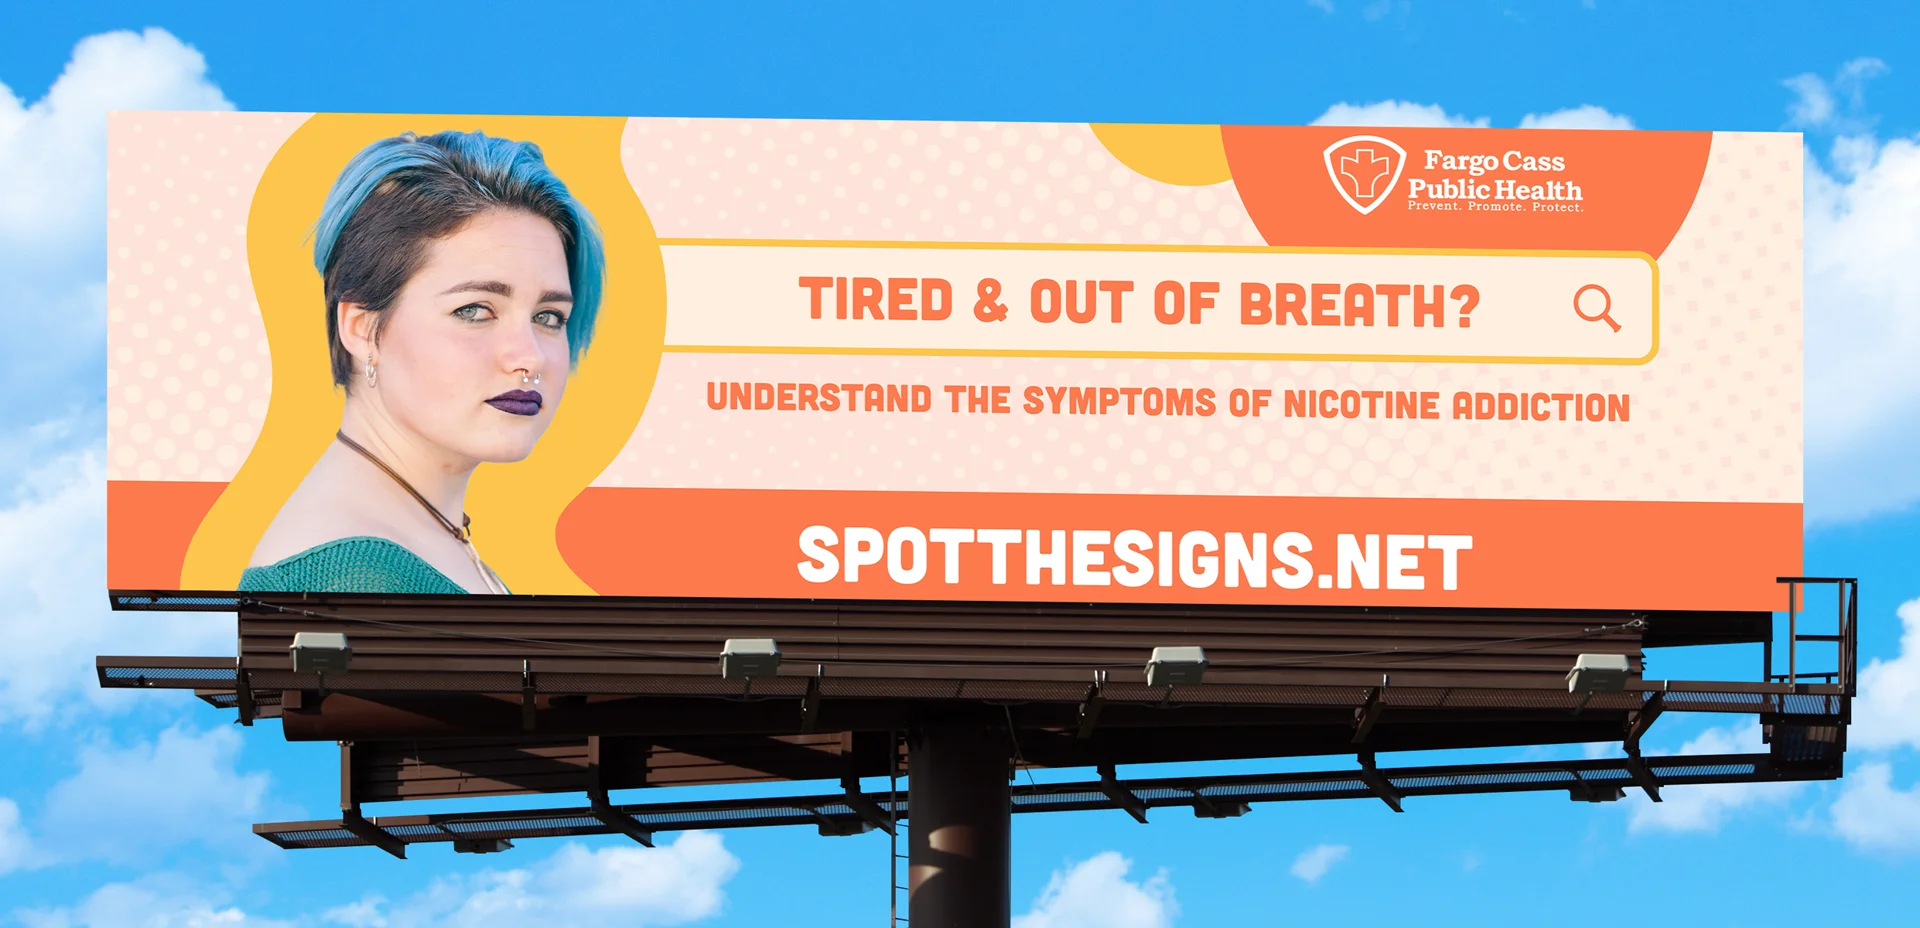 Fargo Cass
Public Health
Prevent. Promote. Protect.
TIRED & OUT OF BREATH?
UNDERSTAND THE SYMPTOMS OF NICOTINE ADDICTION
SPOTTHESIGNS.NET